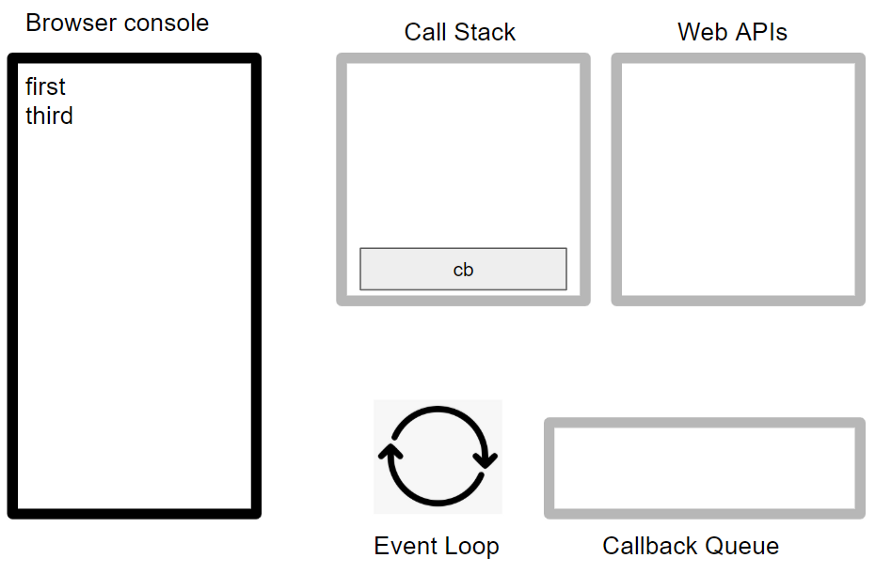 Browser console
Call Stack
Web APIs
first
third
cb
Event Loop
Callback Queue